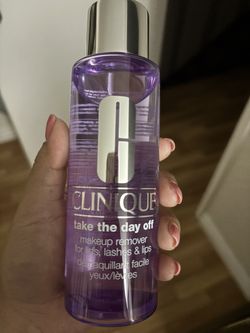 CLINIQUE
take the day off
makeup remover
for lids, lashes & lips
démaquillant facile
yeux/lèvres